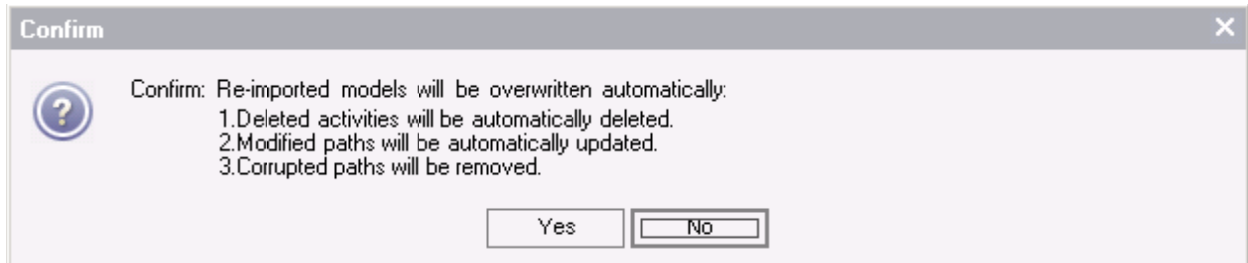 Confirm
Confirm: Re-imported models will be overwritten automatically:
1.Deleted activities will be automatically deleted.
2.Modified paths will be automatically updated.
3.Corrupted paths will be removed.
Yes No